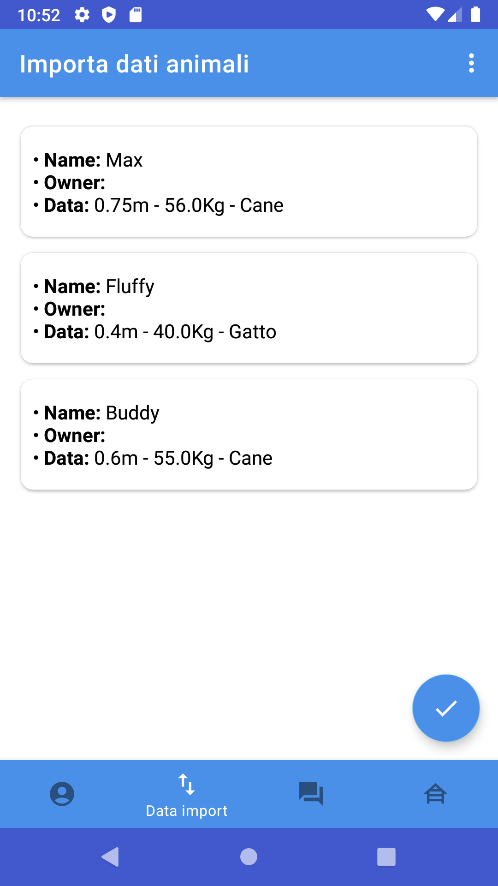 10:52
Importa dati animali
• Name: Max
• Owner:
• Data: 0.75m - 56.0Kg - Cane
• Name: Fluffy
• Owner:
• Data: 0.4m - 40.0Kg - Gatto
• Name: Buddy
• Owner:
• Data: 0.6m - 55.0Kg - Cane
Data import